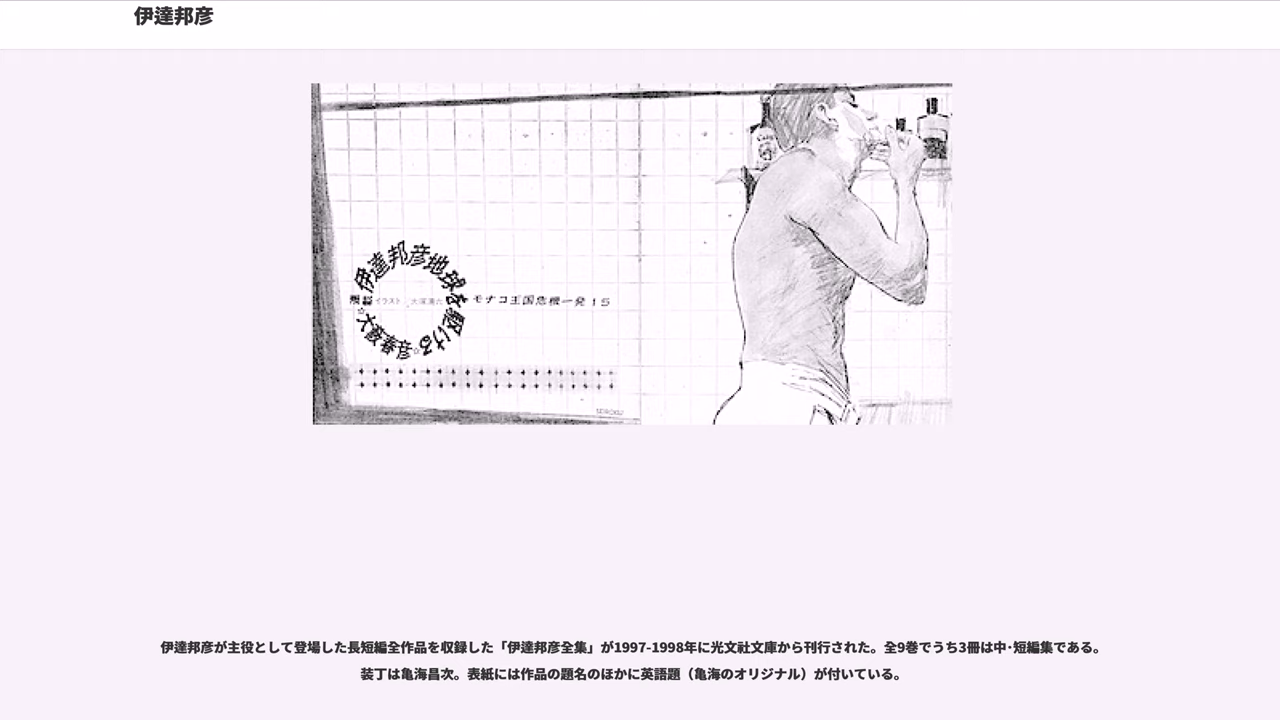 伊達邦彦
伊達邦彦地球を駆ける☆大藪春彦☆
イラスト
モナコ王国危機一発 15
伊達邦彦が主役として登場した長短編全作品を収録した「伊達邦彦全集」が1997-1998年に光文社文庫から刊行された。全9巻でうち3冊は中･短編集である。
装丁は亀海昌次。表紙には作品の題名のほかに英語題（亀海のオリジナル）が付いている。